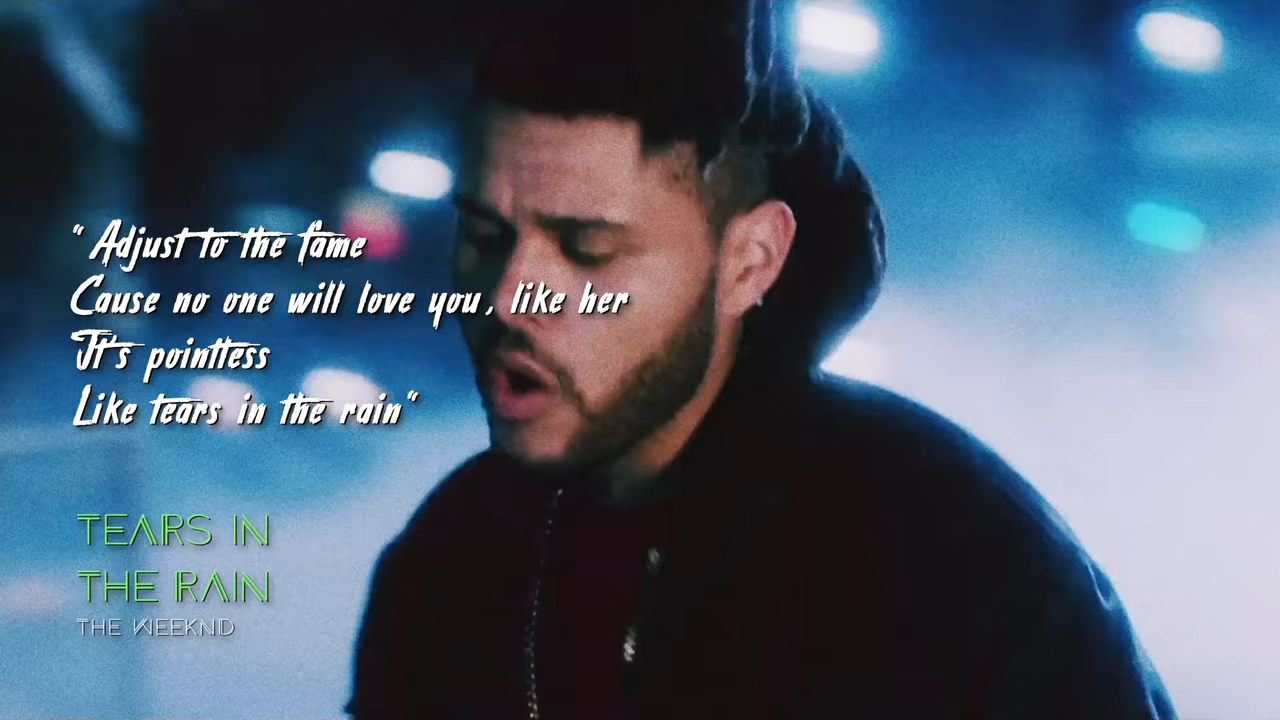 “Adjust to the fame
Cause no one will love you, like her
It's pointless
Like tears in the rain“
TEARS IN
THE RAIN
THE WEEKND